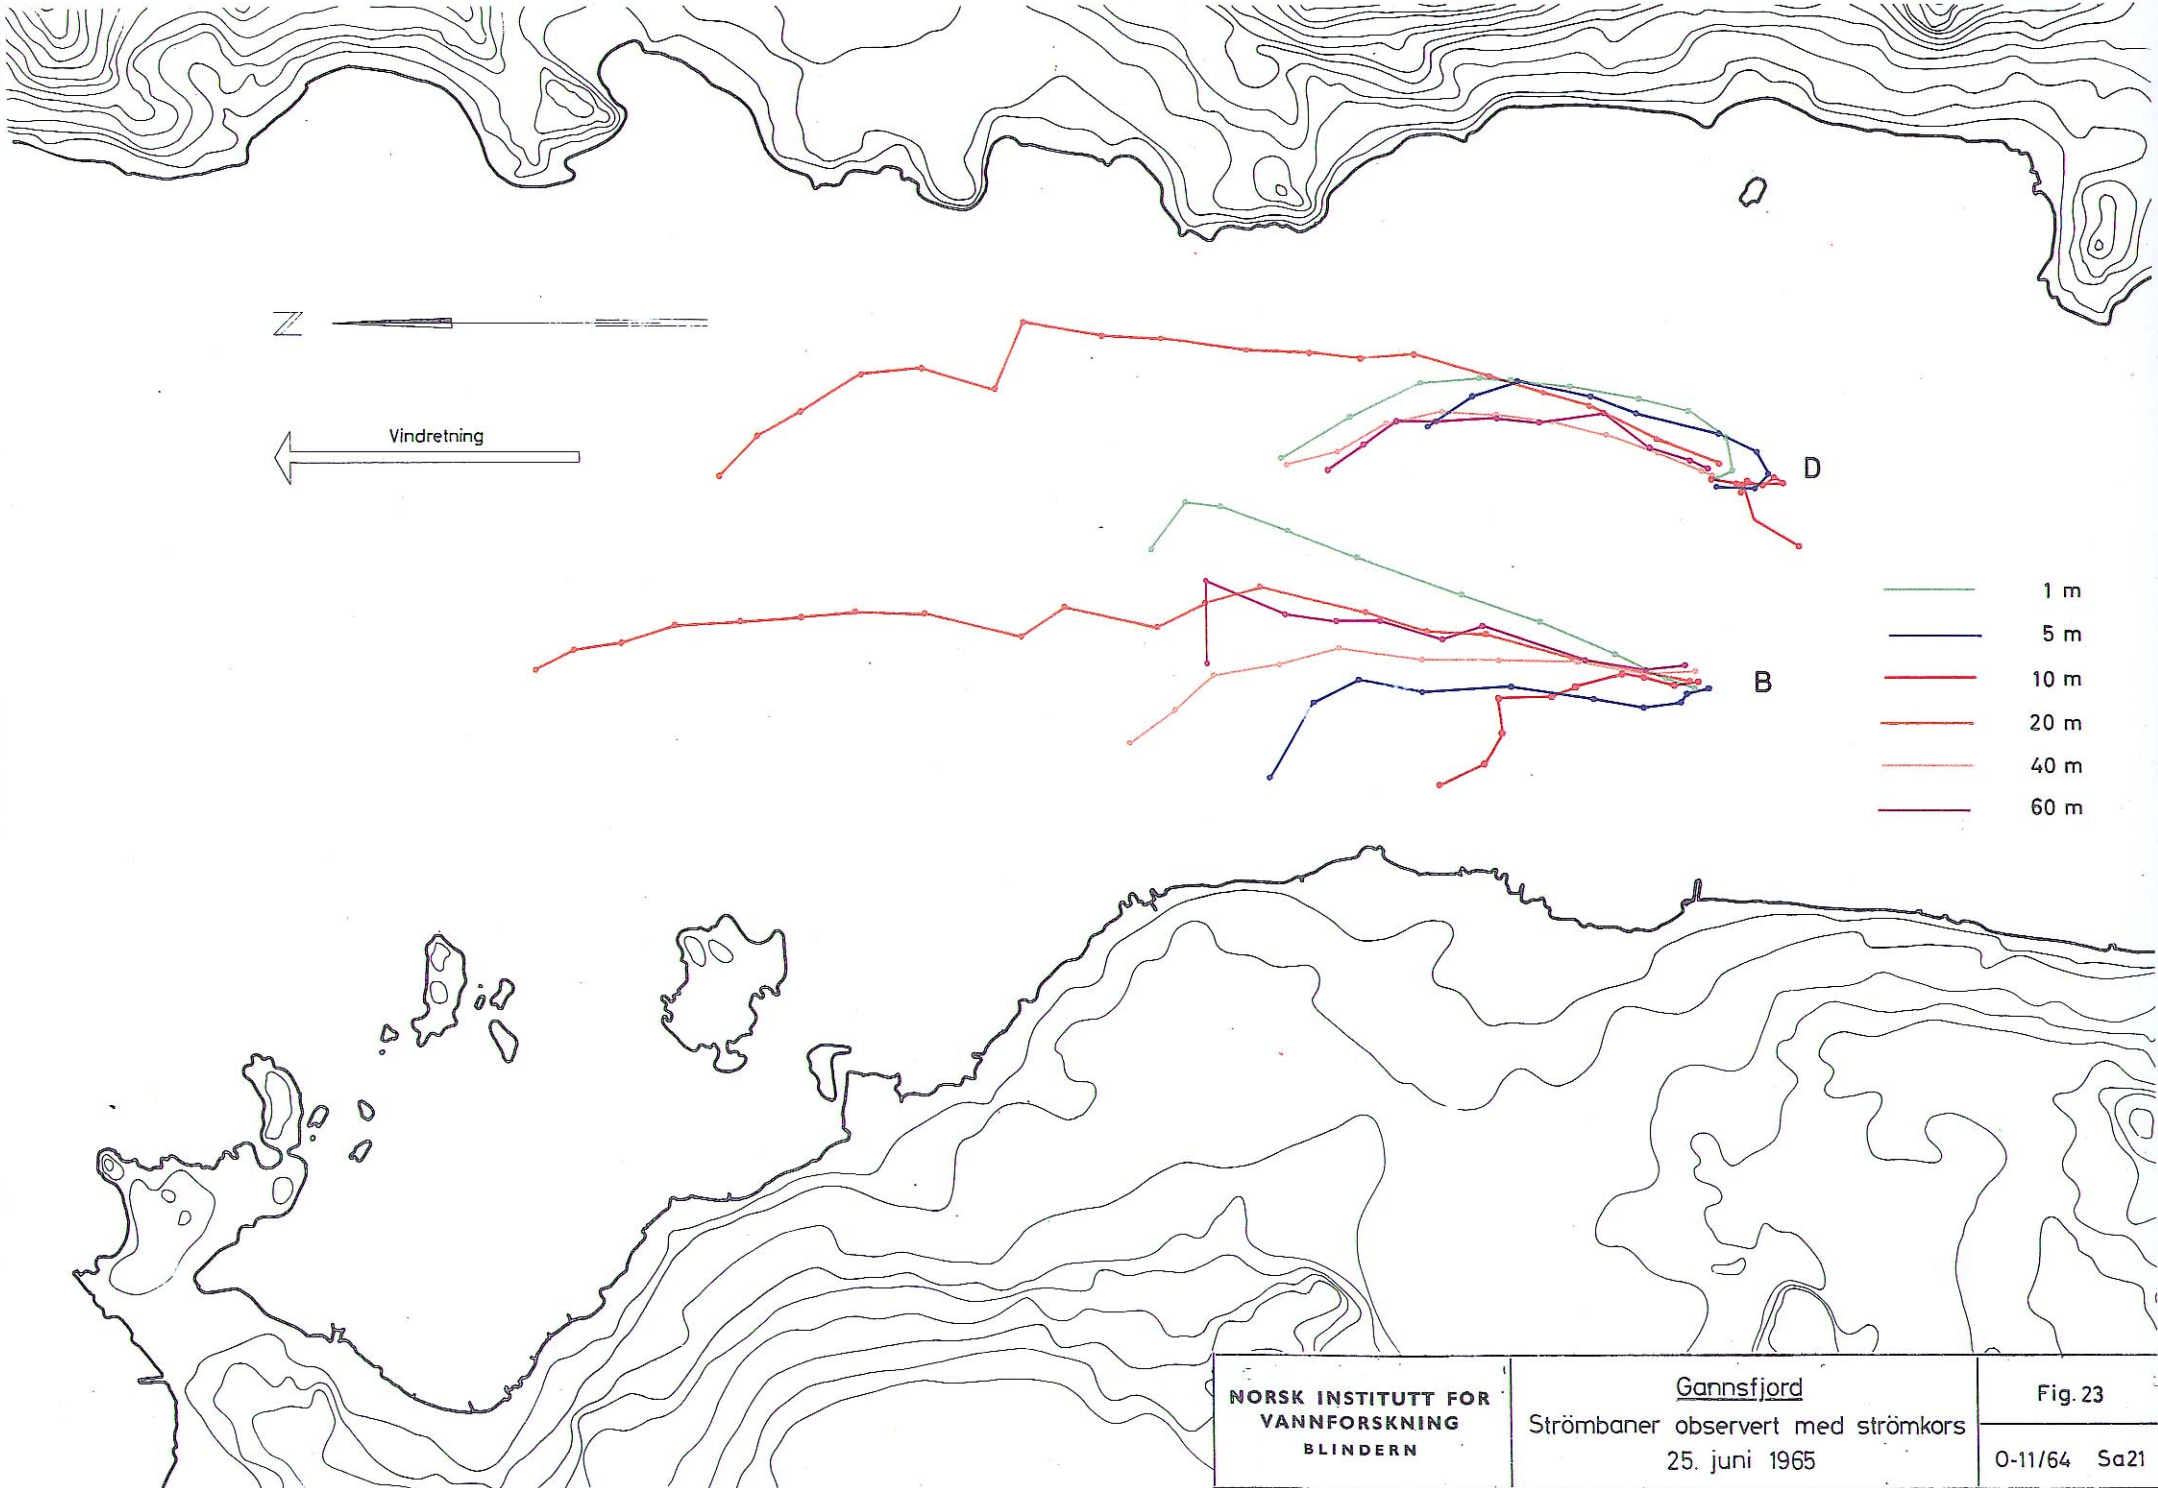 N
Vindretning
D
B
1 m
5 m
10 m
20 m
40 m
60 m
NORSK INSTITUTT FOR
VANNFORSKNING
BLINDERN
Gannsfjord
Strömbaner observert med strömkors
25. juni 1965
Fig. 23
O-11/64 Sa21